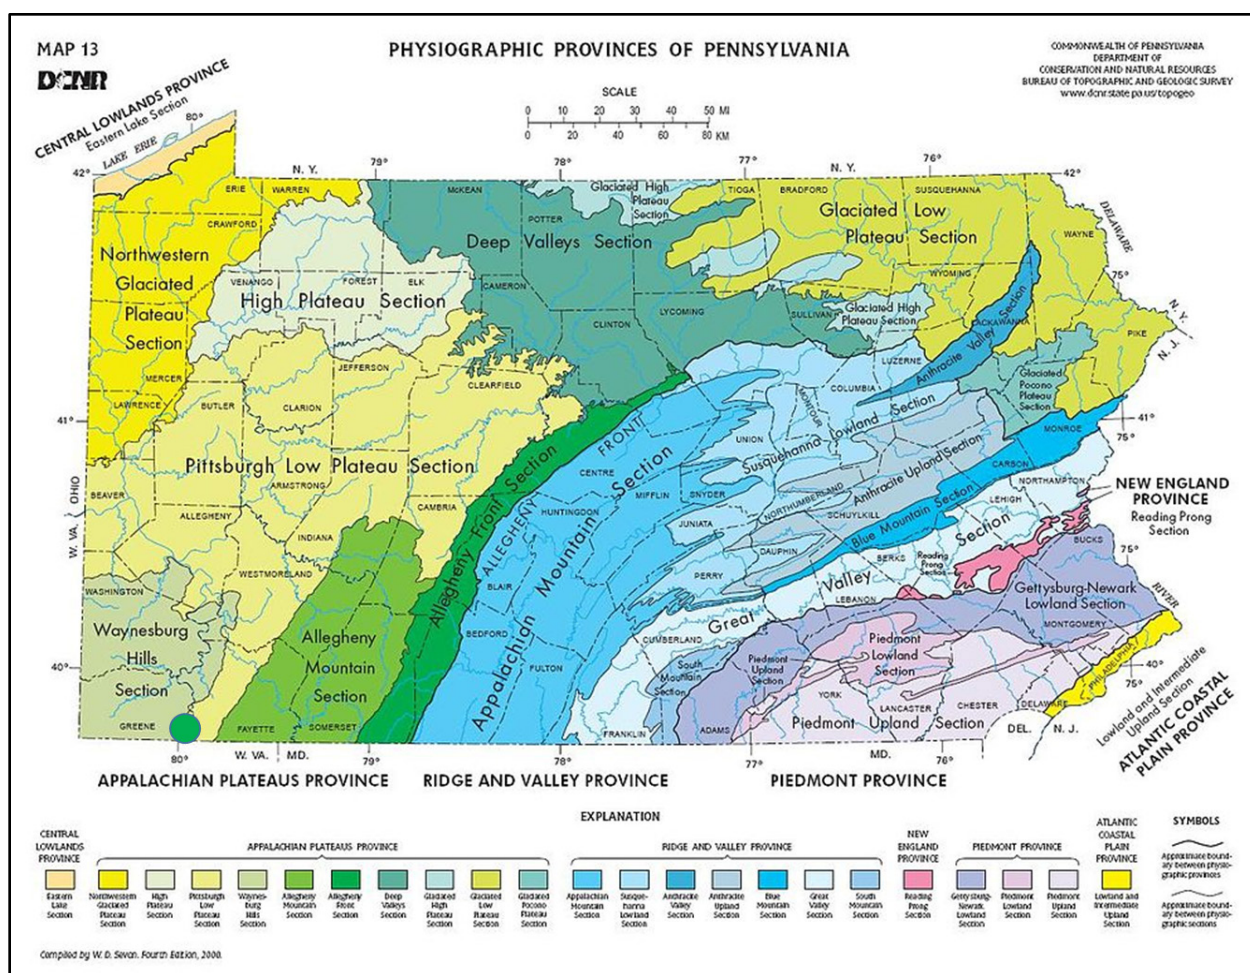 MAP 13
DCNR
PHYSIOGRAPHIC PROVINCES OF PENNSYLVANIA
COMMONWEALTH OF PENNSYLVANIA
DEPARTMENT OF
CONSERVATION AND NATURAL RESOURCES
BUREAU OF TOPOGRAPHIC AND GEOLOGIC SURVEY
www.dcnr.state.pa.us/topogeo
SCALE
0 10 20 30 40 50 MI
0 20 40 60 80 KM
CENTRAL LOWLANDS PROVINCE
Eastern Lake Section
LAKE ERIE
80°
42°
79°
N. Y.
78°
77°
N. Y.
76°
42°
ERIE
WARREN
McKEAN
POTTER
TIOGA
BRADFORD
SUSQUEHANNA
WAYNE
DELAWARE
CRAWFORD
Glaciated High
Plateau
Section
Glaciated Low
Plateau Section
Deep Valleys Section
Northwestern
Glaciated
Plateau
Section
VENANGO
FOREST
ELK
CAMERON
High Plateau Section
WYOMING
75°
CLINTON
LYCOMING
SULLIVAN
Glaciated High
Plateau Section
LACKAWANNA
Anthracite Valley Section
PIKE
N. Y.
N. J.
MERCER
JEFFERSON
CLEARFIELD
LUZERNE
COLUMBIA
Glaciated
Pocono
Plateau
Section
LAWRENCE
BUTLER
CLARION
MONTOUR
41°
41°
75°
MONROE
UNION
Susquehanna Lowland Section
Anthracite Upland Section
CARBON
Pittsburgh Low Plateau Section
ARMSTRONG
CENTRE
ALLEGHENY FRONT
Allegheny Front Section
Appalachian Mountain Section
MIFFLIN
SNYDER
NORTHUMBERLAND
SCHUYLKILL
Blue Mountain Section
NORTHAMPTON
LEHIGH
NEW ENGLAND
PROVINCE
Reading Prong
Section
BEAVER
ALLEGHENY
INDIANA
CAMBRIA
HUNTINGDON
JUNIATA
DAUPHIN
BERKS
Reading
Prong
Section
BUCKS
75°
W. VA.
OHIO
WASHINGTON
WESTMORELAND
BLAIR
PERRY
LEBANON
Great Valley Section
Gettysburg-Newark
Lowland Section
MONTGOMERY
RIVER
Waynesburg
Hills
Section
Allegheny
Mountain
Section
BEDFORD
FULTON
CUMBERLAND
South
Mountain
Section
Piedmont
Upland
Section
Piedmont
Lowland
Section
PHILADELPHIA
40°
40°
75°
GREENE
FAYETTE
SOMERSET
FRANKLIN
ADAMS
YORK
LANCASTER
CHESTER
DELAWARE
Piedmont Upland Section
Lowland and Intermediate
Upland Section
ATLANTIC COASTAL
PLAIN PROVINCE
80°
W. VA.
MD.
79°
78°
77°
MD.
76°
DEL.
N. J.
APPALACHIAN PLATEAUS PROVINCE
RIDGE AND VALLEY PROVINCE
PIEDMONT PROVINCE
EXPLANATION
CENTRAL
LOWLANDS
PROVINCE
APPALACHIAN PLATEAUS PROVINCE
RIDGE AND VALLEY PROVINCE
NEW
ENGLAND
PROVINCE
PIEDMONT PROVINCE
ATLANTIC
COASTAL
PLAIN
PROVINCE
SYMBOLS
Approximate bound-
ary between physio-
graphic provinces
Approximate bound-
ary between physio-
graphic sections
Eastern
Lake
Section
Northwestern
Glaciated
Plateau
Section
High
Plateau
Section
Pittsburgh
Low
Plateau
Section
Waynes-
burg
Hills
Section
Allegheny
Mountain
Section
Allegheny
Front
Section
Deep
Valleys
Section
Glaciated
High
Plateau
Section
Glaciated
Low
Plateau
Section
Glaciated
Pocono
Plateau
Section
Appalachian
Mountain
Section
Susque-
hanna
Lowland
Section
Anthracite
Valley
Section
Anthracite
Upland
Section
Blue
Mountain
Section
Great
Valley
Section
South
Mountain
Section
Reading
Prong
Section
Gettysburg-
Newark
Lowland
Section
Piedmont
Lowland
Section
Piedmont
Upland
Section
Lowland and
Intermediate
Upland
Section
Compiled by W. D. Sevon. Fourth Edition, 2000.